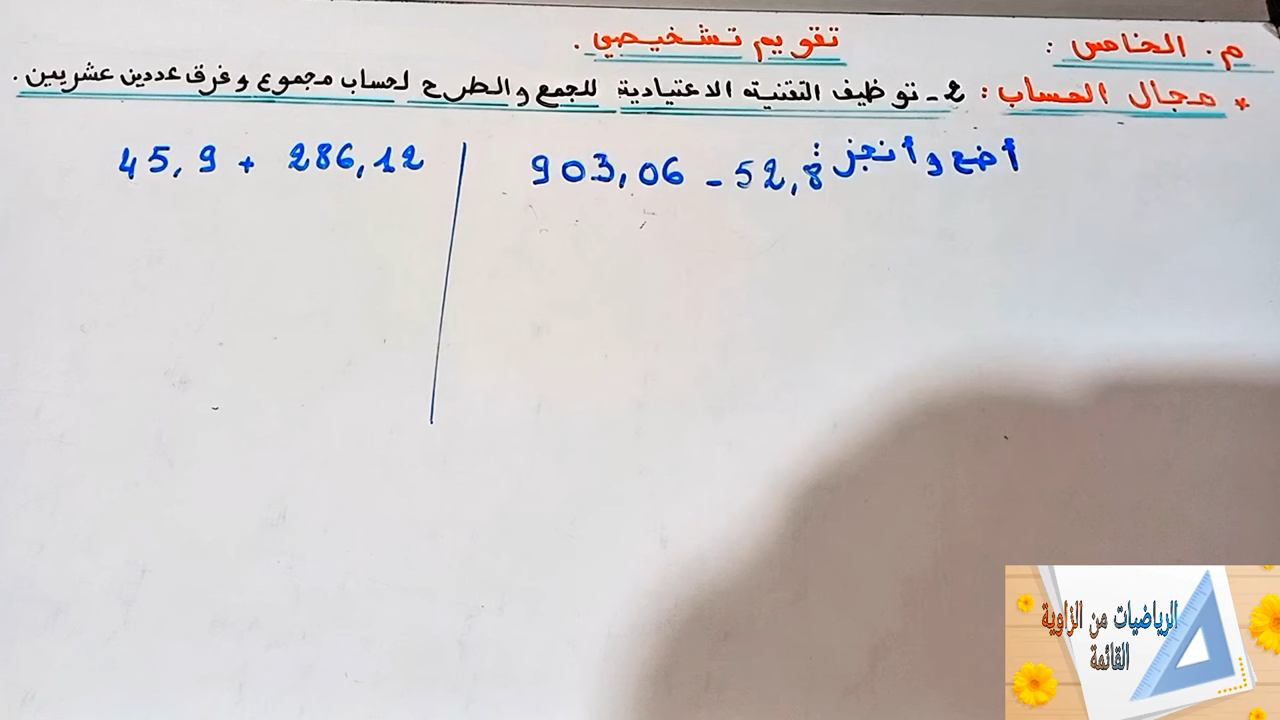 م. الخامس : تقويم تشخيصي.
* مجال الحساب : 2 - توظيف التقنية الاعتيادية للجمع والطرح لحساب مجموع وفرق عددين عشريين.
أضع وأنجز :
903,06 - 52,8
45,9 + 286,12
الرياضيات من الزاوية
القائمة